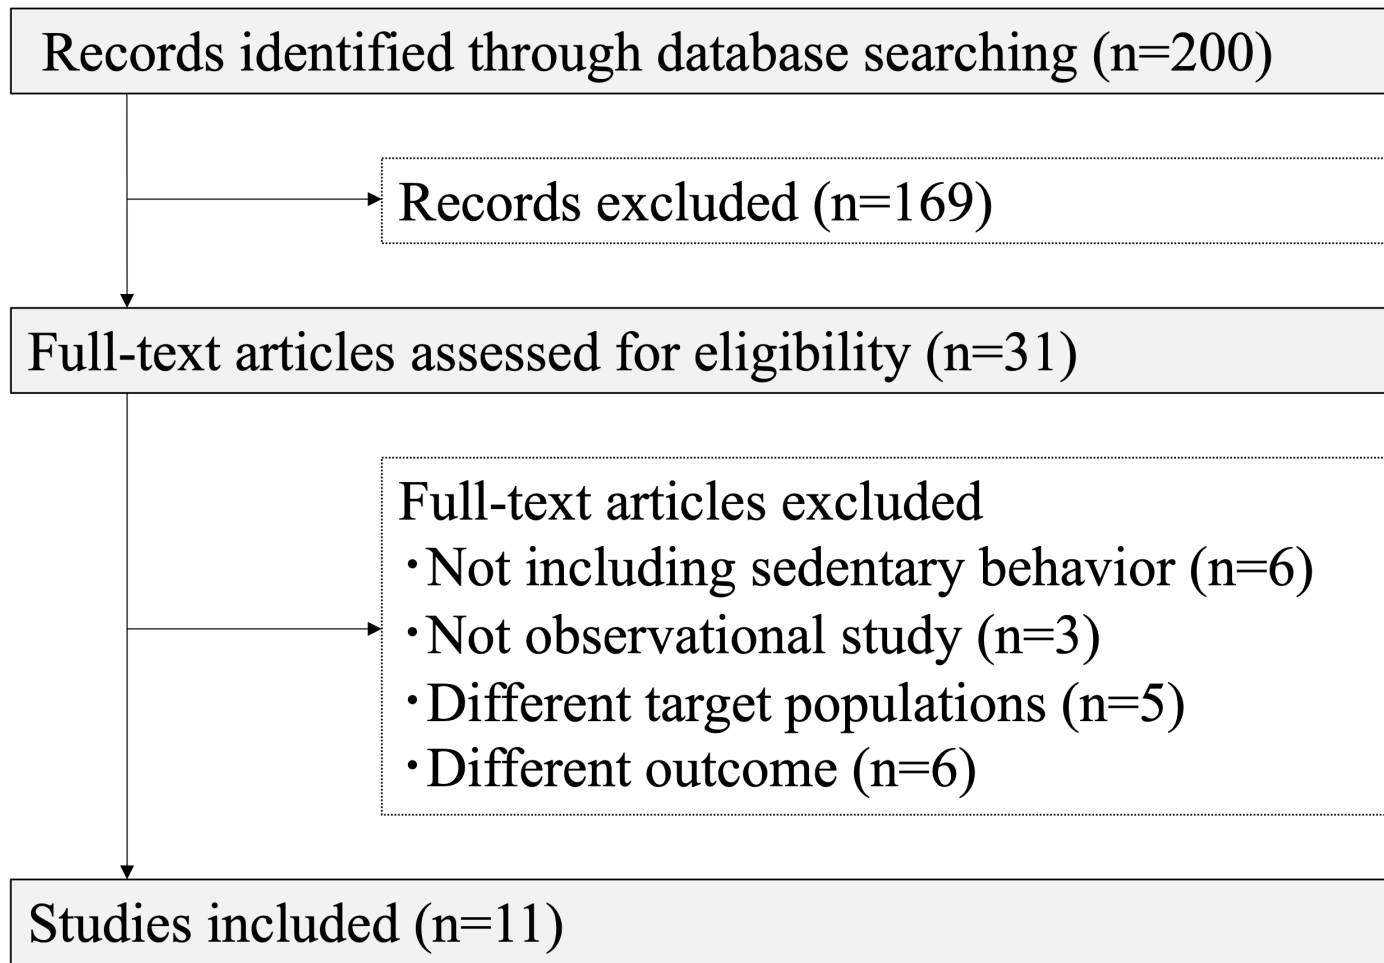 Records identified through database searching (n=200)
Records excluded (n=169)
Full-text articles assessed for eligibility (n=31)
Full-text articles excluded
・Not including sedentary behavior (n=6)
・Not observational study (n=3)
・Different target populations (n=5)
・Different outcome (n=6)
Studies included (n=11)